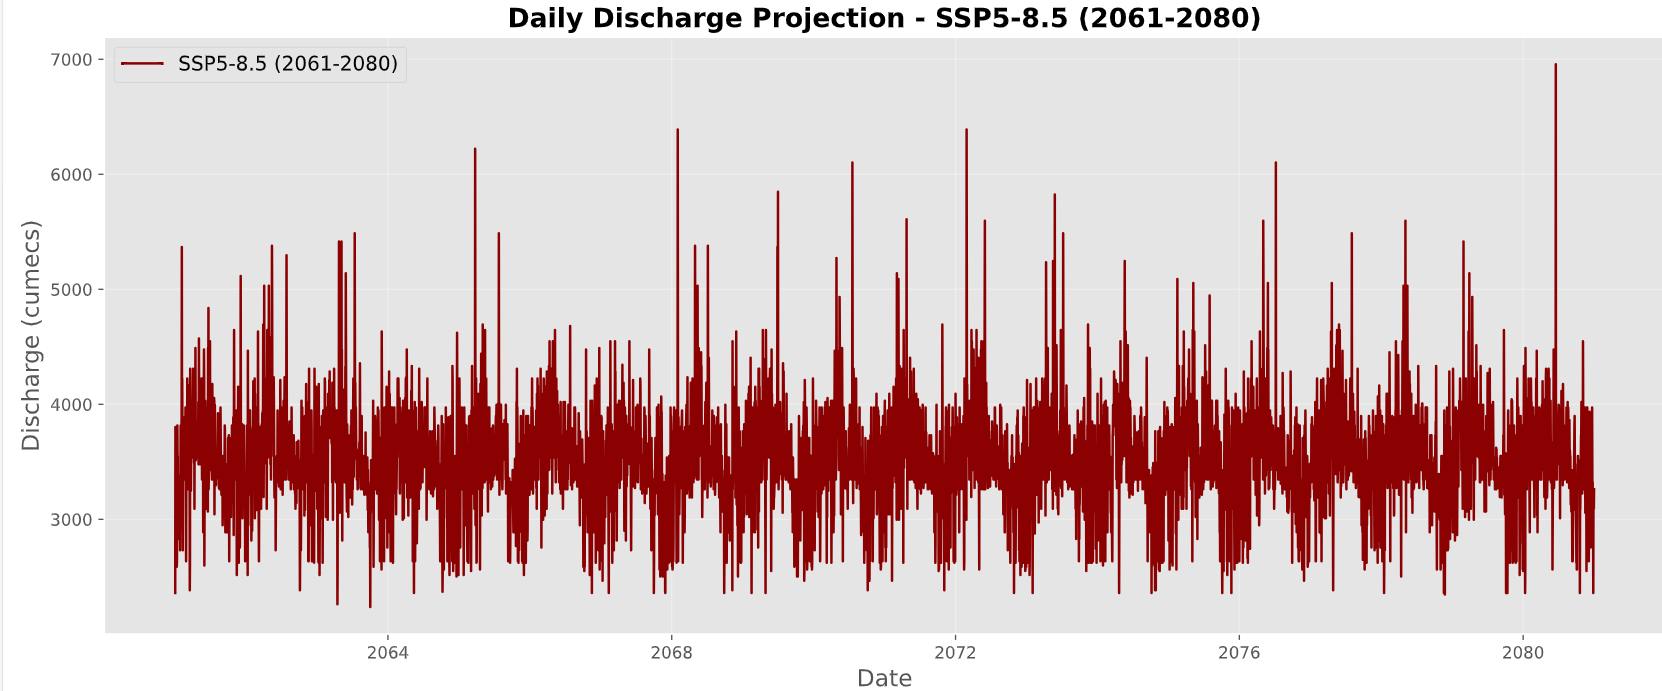 Daily Discharge Projection - SSP5-8.5 (2061-2080)
SSP5-8.5 (2061-2080)
Discharge (cumecs)
7000
6000
5000
4000
3000
2064
2068
2072
2076
2080
Date